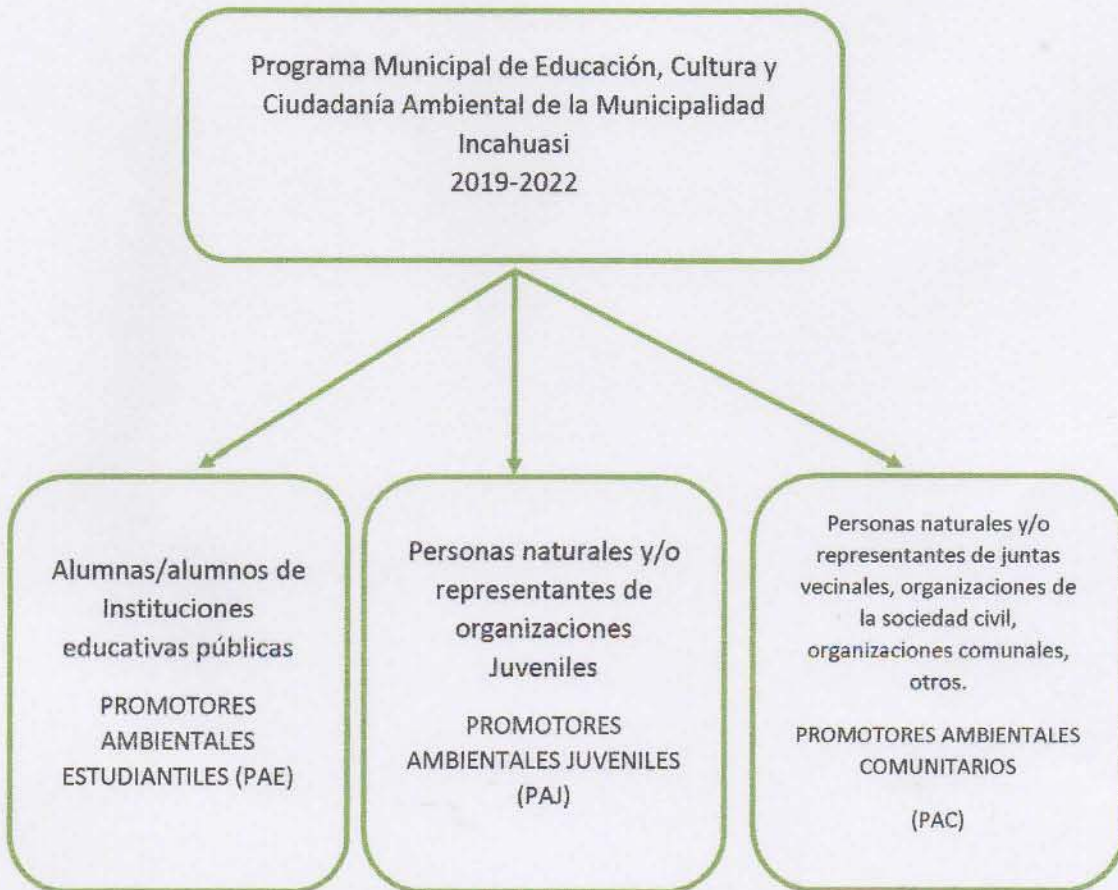 Programa Municipal de Educación, Cultura y
Ciudadanía Ambiental de la Municipalidad
Incahuasi
2019-2022
Alumnas/alumnos de
Instituciones
educativas públicas
PROMOTORES
AMBIENTALES
ESTUDIANTILES (PAE)
Personas naturales y/o
representantes de
organizaciones
Juveniles
PROMOTORES
AMBIENTALES JUVENILES
(PAJ)
Personas naturales y/o
representantes de juntas
vecinales, organizaciones de
la sociedad civil,
organizaciones comunales,
otros.
PROMOTORES AMBIENTALES
COMUNITARIOS
(PAC)